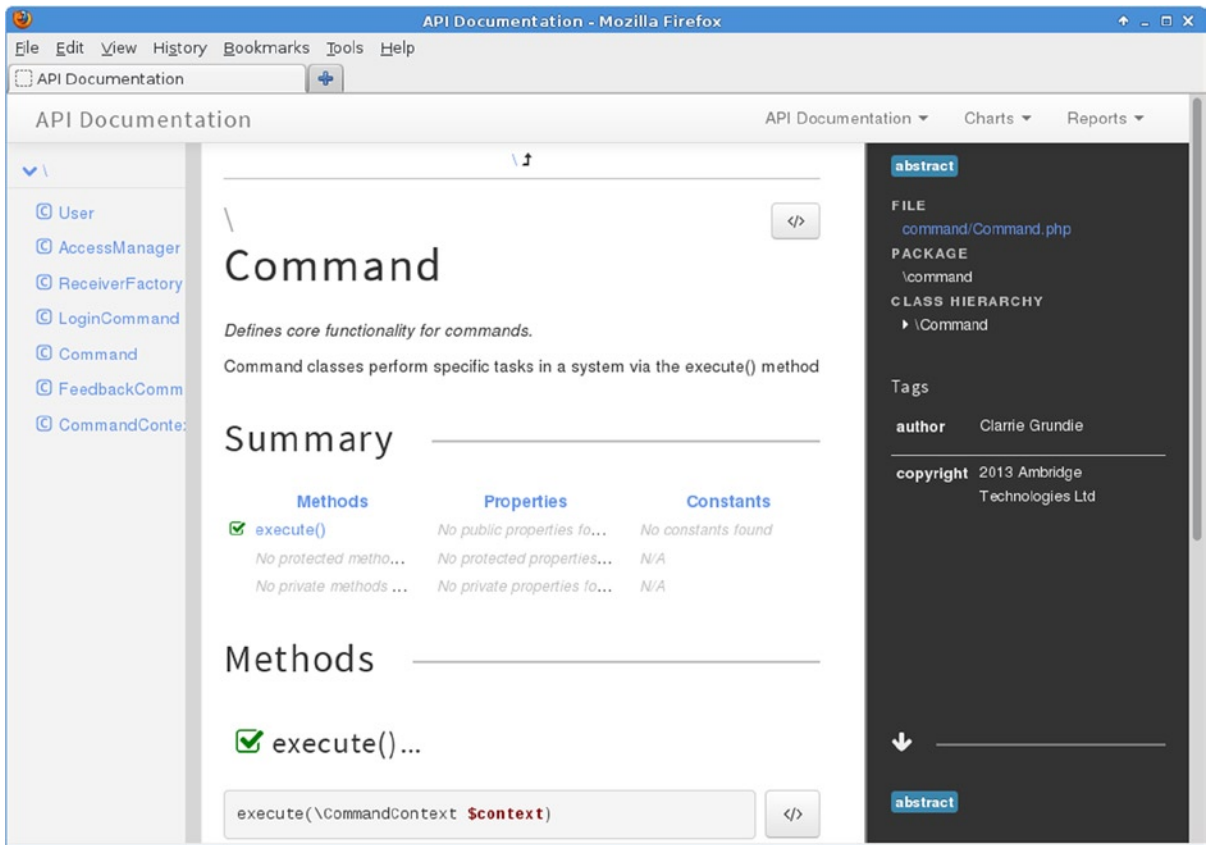 API Documentation - Mozilla Firefox
File Edit View History Bookmarks Tools Help
API Documentation
API Documentation
API Documentation Charts Reports
\
User
AccessManager
ReceiverFactory
LoginCommand
Command
FeedbackComm
CommandConte
\
\
Command
Defines core functionality for commands.
Command classes perform specific tasks in a system via the execute() method
Summary
Methods Properties Constants
execute() No public properties fo... No constants found
No protected metho... No protected properties... N/A
No private methods ... No private properties fo... N/A
Methods
execute()...
execute(\CommandContext $context)
</>
</>
abstract
FILE
command/Command.php
PACKAGE
\command
CLASS HIERARCHY
\Command
Tags
author Clarrie Grundie
copyright 2013 Ambridge
Technologies Ltd
abstract